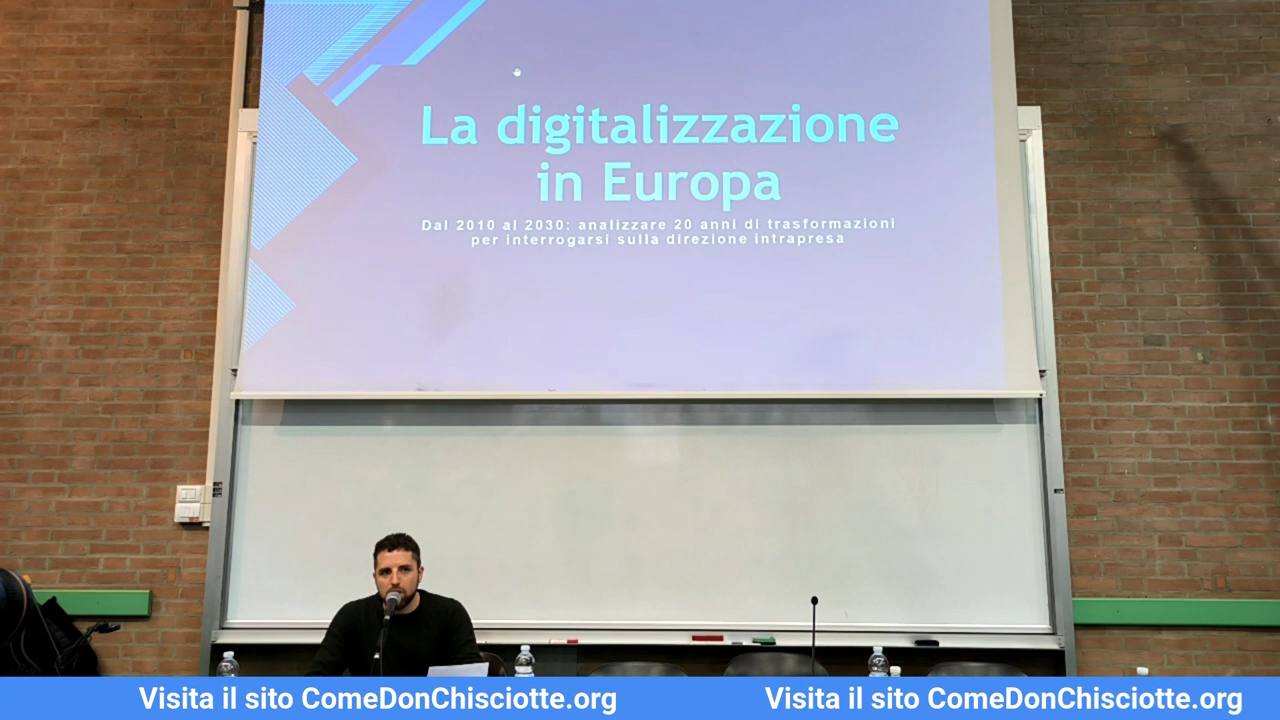 La digitalizzazione
in Europa
Dal 2010 al 2030: analizzare 20 anni di trasformazioni
per interrogarsi sulla direzione intrapresa
Visita il sito ComeDonChisciotte.org
Visita il sito ComeDonChisciotte.org